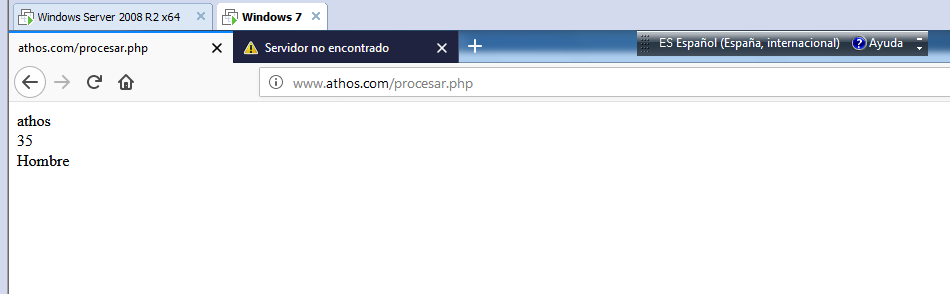 Windows Server 2008 R2 x64 Windows 7
athos.com/procesar.php Servidor no encontrado ES Español (España, internacional) Ayuda
www.athos.com/procesar.php
athos
35
Hombre